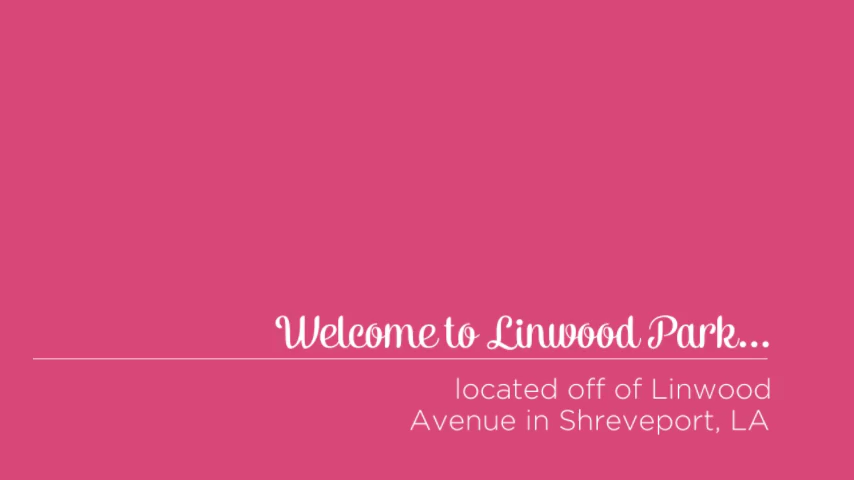 Welcome to Linwood Park...
located off of Linwood
Avenue in Shreveport, LA